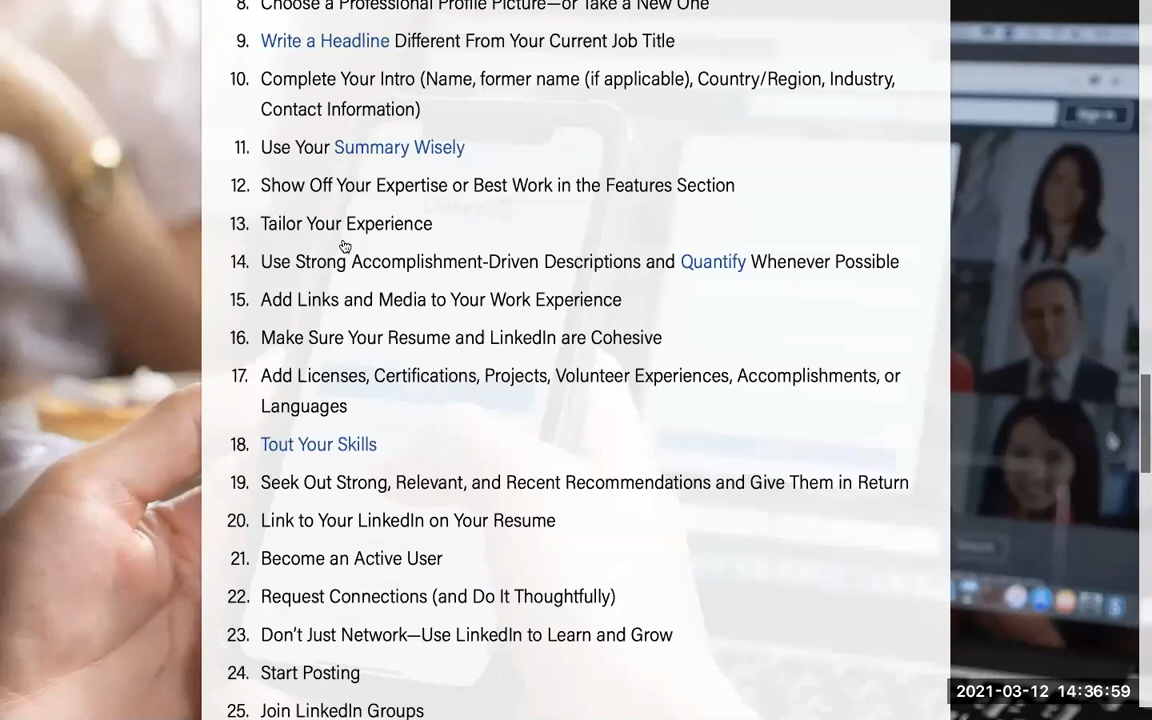 8. Choose a Professional Profile Picture—or Take a New One
9. Write a Headline Different From Your Current Job Title
10. Complete Your Intro (Name, former name (if applicable), Country/Region, Industry,
Contact Information)
11. Use Your Summary Wisely
12. Show Off Your Expertise or Best Work in the Features Section
13. Tailor Your Experience
14. Use Strong Accomplishment-Driven Descriptions and Quantify Whenever Possible
15. Add Links and Media to Your Work Experience
16. Make Sure Your Resume and LinkedIn are Cohesive
17. Add Licenses, Certifications, Projects, Volunteer Experiences, Accomplishments, or
Languages
18. Tout Your Skills
19. Seek Out Strong, Relevant, and Recent Recommendations and Give Them in Return
20. Link to Your LinkedIn on Your Resume
21. Become an Active User
22. Request Connections (and Do It Thoughtfully)
23. Don't Just Network—Use LinkedIn to Learn and Grow
24. Start Posting
25. Join LinkedIn Groups
2021-03-12 14:36:59